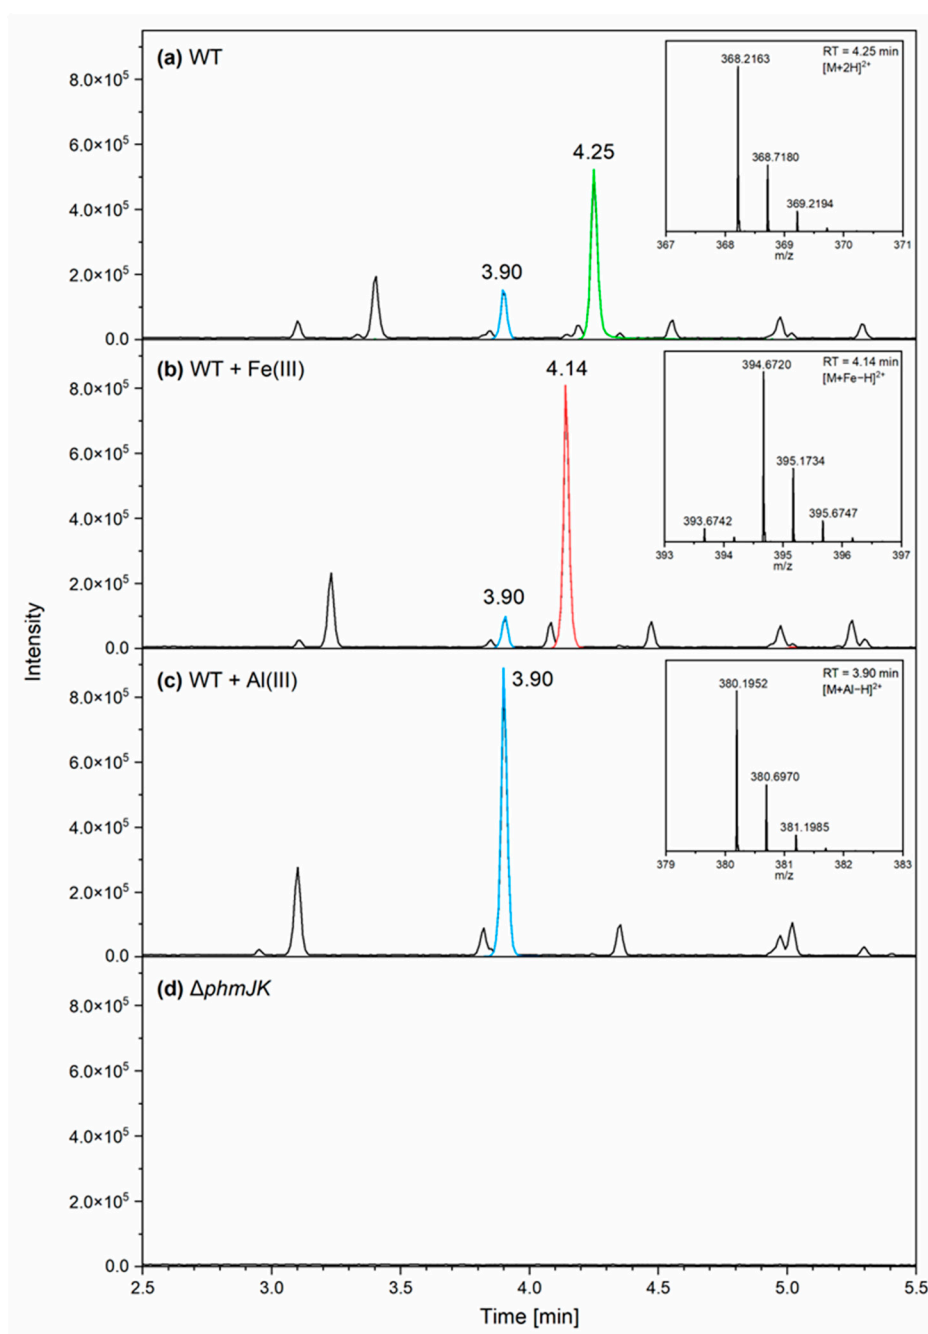 (a) WT
RT = 4.25 min
[M+2H]²⁺
368.2163
368.7180
369.2194
367 368 369 370 371
m/z
8.0×10⁵
6.0×10⁵
4.0×10⁵
2.0×10⁵
0.0
4.25
3.90
(b) WT + Fe(III)
RT = 4.14 min
[M+Fe−H]²⁺
394.6720
395.1734
393.6742
395.6747
393 394 395 396 397
m/z
8.0×10⁵
6.0×10⁵
4.0×10⁵
2.0×10⁵
0.0
4.14
3.90
Intensity
(c) WT + Al(III)
RT = 3.90 min
[M+Al−H]²⁺
380.1952
380.6970
381.1985
379 380 381 382 383
m/z
8.0×10⁵
6.0×10⁵
4.0×10⁵
2.0×10⁵
0.0
3.90
(d) ΔphmJK
8.0×10⁵
6.0×10⁵
4.0×10⁵
2.0×10⁵
0.0
2.5 3.0 3.5 4.0 4.5 5.0 5.5
Time [min]